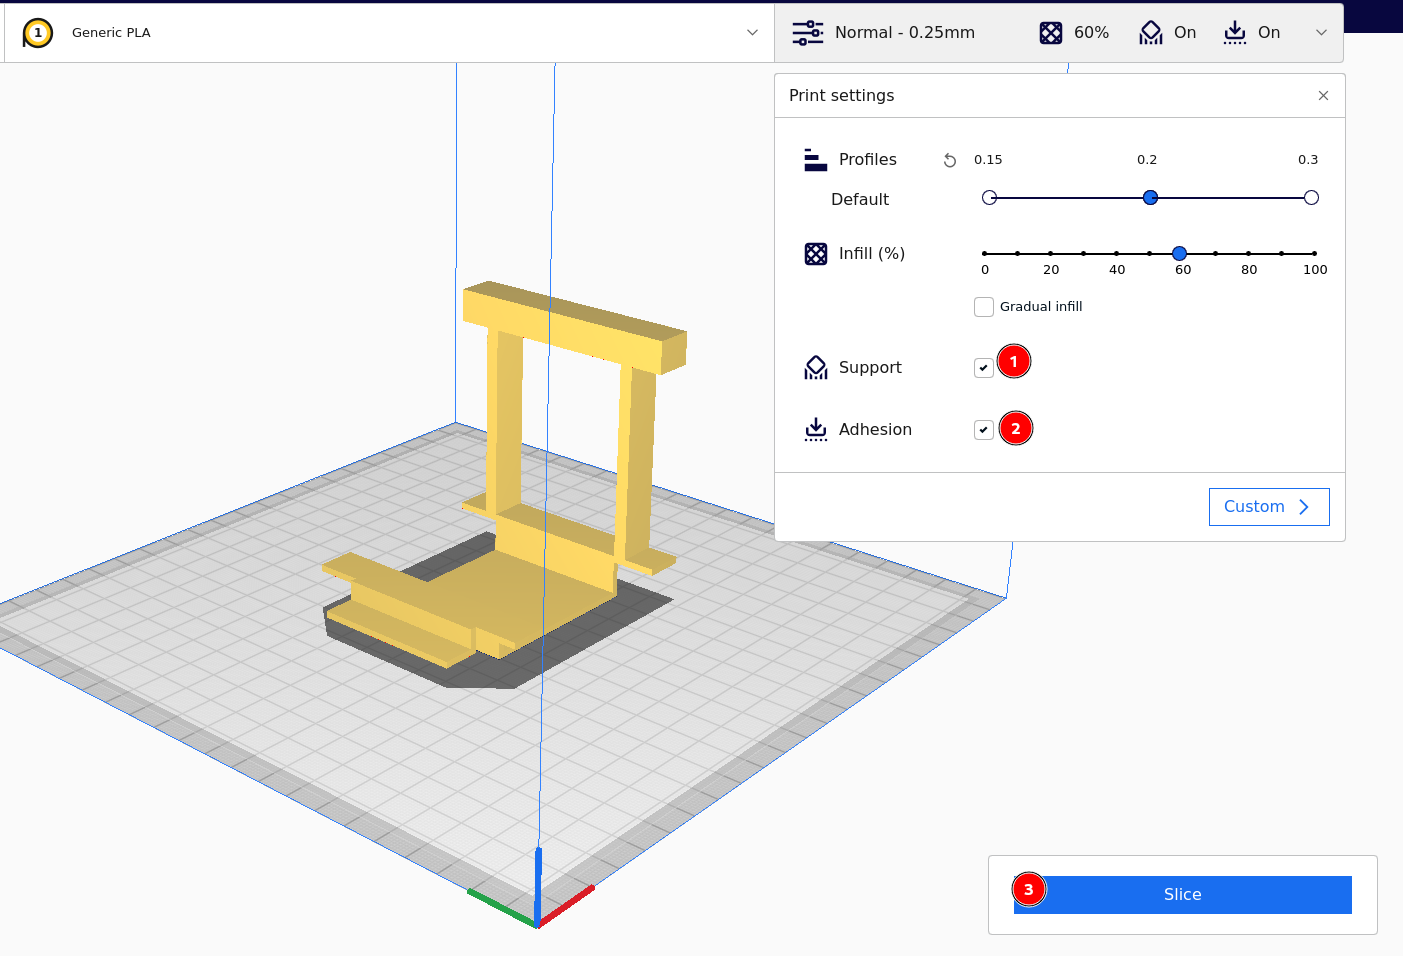 1 Generic PLA
Normal - 0.25mm 60% On On
Print settings
Profiles 0.15 0.2 0.3
Default
Infill (%)
0 20 40 60 80 100
Gradual infill
Support 1
Adhesion 2
Custom
3 Slice